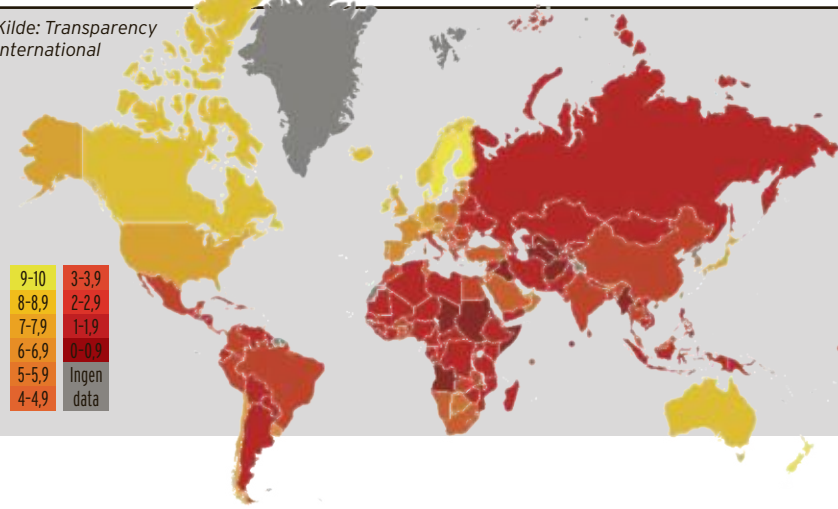 Kilde: Transparency
International
9-10
8-8,9
7-7,9
6-6,9
5-5,9
4-4,9
3-3,9
2-2,9
1-1,9
0-0,9
Ingen
data